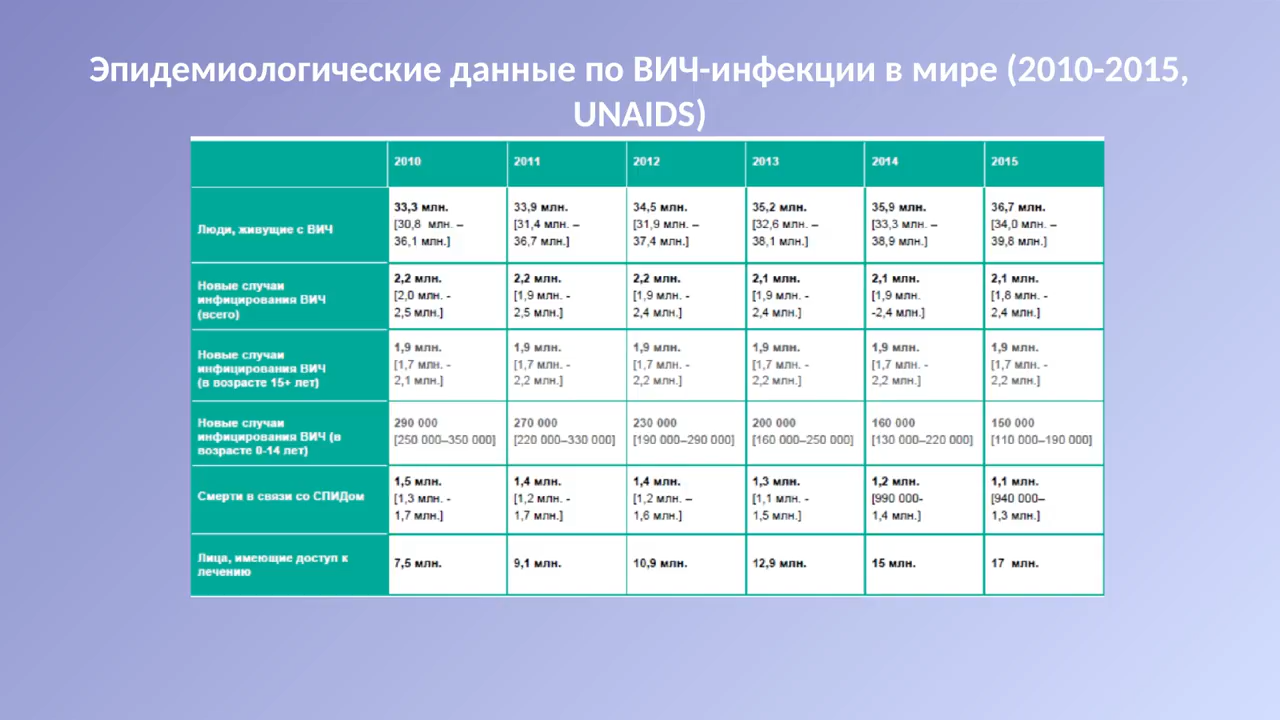 Эпидемиологические данные по ВИЧ-инфекции в мире (2010-2015,
UNAIDS)
2010 2011 2012 2013 2014 2015
Люди, живущие с ВИЧ
33,3 млн.
[30,8 млн. –
36,1 млн.]
33,9 млн.
[31,4 млн. –
36,7 млн.]
34,5 млн.
[31,9 млн. –
37,4 млн.]
35,2 млн.
[32,6 млн. –
38,1 млн.]
35,9 млн.
[33,3 млн. –
38,9 млн.]
36,7 млн.
[34,0 млн. –
39,8 млн.]
Новые случаи
инфицирования ВИЧ
(всего)
2,2 млн.
[2,0 млн. -
2,5 млн.]
2,2 млн.
[1,9 млн. -
2,5 млн.]
2,2 млн.
[1,9 млн. -
2,4 млн.]
2,1 млн.
[1,9 млн. -
2,4 млн.]
2,1 млн.
[1,9 млн.
-2,4 млн.]
2,1 млн.
[1,8 млн. -
2,4 млн.]
Новые случаи
инфицирования ВИЧ
(в возрасте 15+ лет)
1,9 млн.
[1,7 млн. -
2,1 млн.]
1,9 млн.
[1,7 млн. -
2,2 млн.]
1,9 млн.
[1,7 млн. -
2,2 млн.]
1,9 млн.
[1,7 млн. -
2,2 млн.]
1,9 млн.
[1,7 млн. -
2,2 млн.]
1,9 млн.
[1,7 млн. -
2,2 млн.]
Новые случаи
инфицирования ВИЧ (в
возрасте 0-14 лет)
290 000
[250 000–350 000]
270 000
[220 000–330 000]
230 000
[190 000–290 000]
200 000
[160 000–250 000]
160 000
[130 000–220 000]
150 000
[110 000–190 000]
Смерти в связи со СПИДом
1,5 млн.
[1,3 млн. -
1,7 млн.]
1,4 млн.
[1,2 млн. -
1,7 млн.]
1,4 млн.
[1,2 млн. –
1,6 млн.]
1,3 млн.
[1,1 млн. -
1,5 млн.]
1,2 млн.
[990 000-
1,4 млн.]
1,1 млн.
[940 000–
1,3 млн.]
Лица, имеющие доступ к
лечению
7,5 млн.
9,1 млн.
10,9 млн.
12,9 млн.
15 млн.
17 млн.